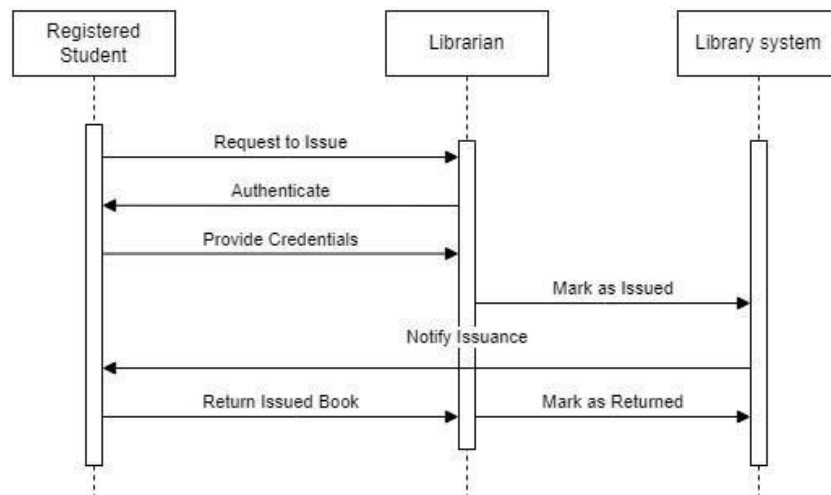 Registered
Student
Librarian
Library system
Request to Issue
Authenticate
Provide Credentials
Mark as Issued
Notify Issuance
Return Issued Book
Mark as Returned